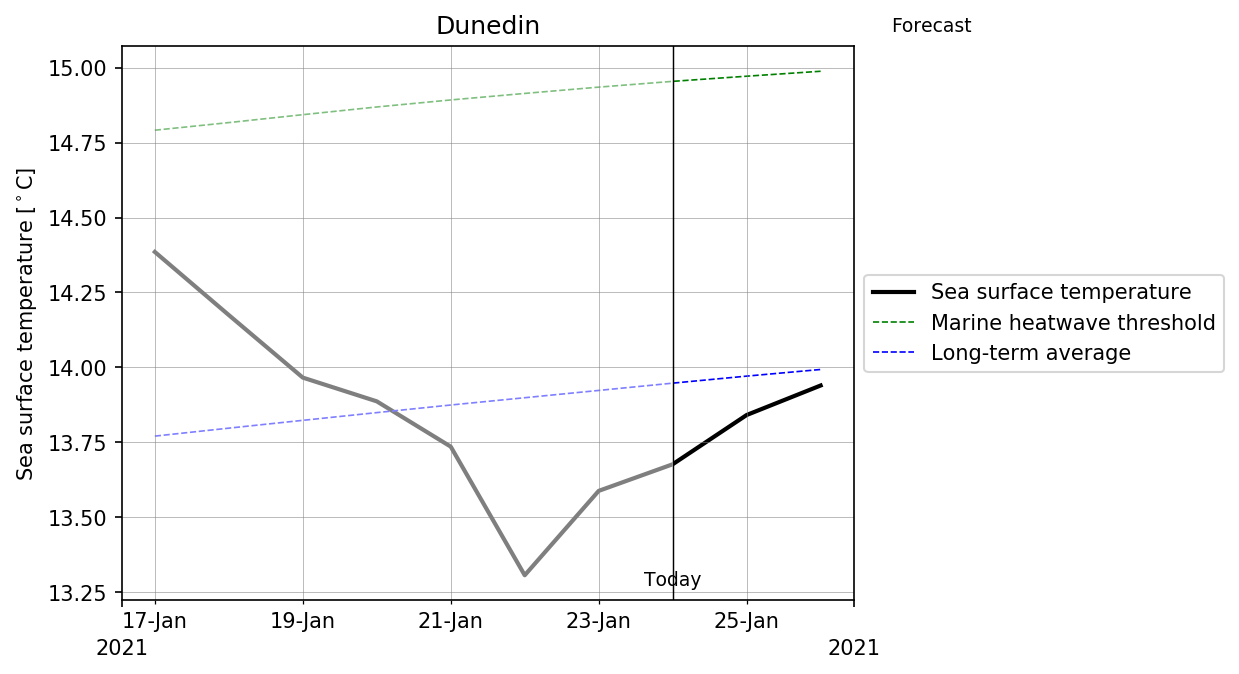 Dunedin
Forecast
Sea surface temperature [°C]
15.00
14.75
14.50
14.25
14.00
13.75
13.50
13.25
Sea surface temperature
Marine heatwave threshold
Long-term average
Today
17-Jan
19-Jan
21-Jan
23-Jan
25-Jan
2021
2021